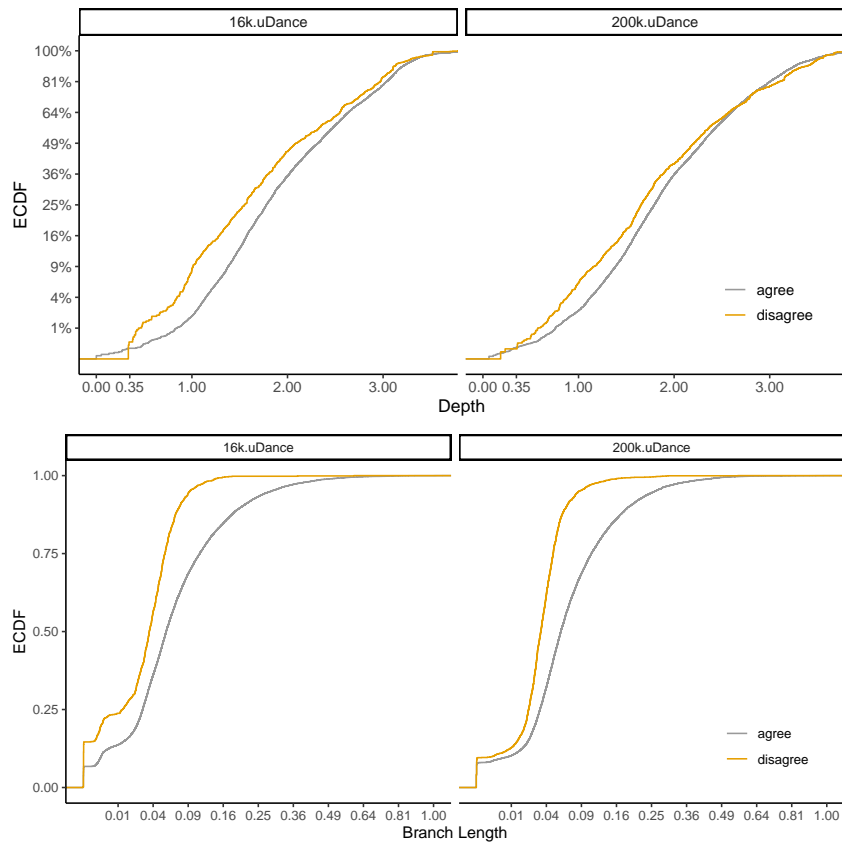 16k.uDance 200k.uDance
100%
81%
64%
49%
36%
25%
16%
9%
4%
1%
ECDF
agree
disagree
0.00 0.35 1.00 2.00 3.00 0.00 0.35 1.00 2.00 3.00
Depth
16k.uDance 200k.uDance
1.00
0.75
0.50
0.25
0.00
ECDF
agree
disagree
0.01 0.04 0.09 0.16 0.25 0.36 0.49 0.64 0.81 1.00 0.01 0.04 0.09 0.16 0.25 0.36 0.49 0.64 0.81 1.00
Branch Length